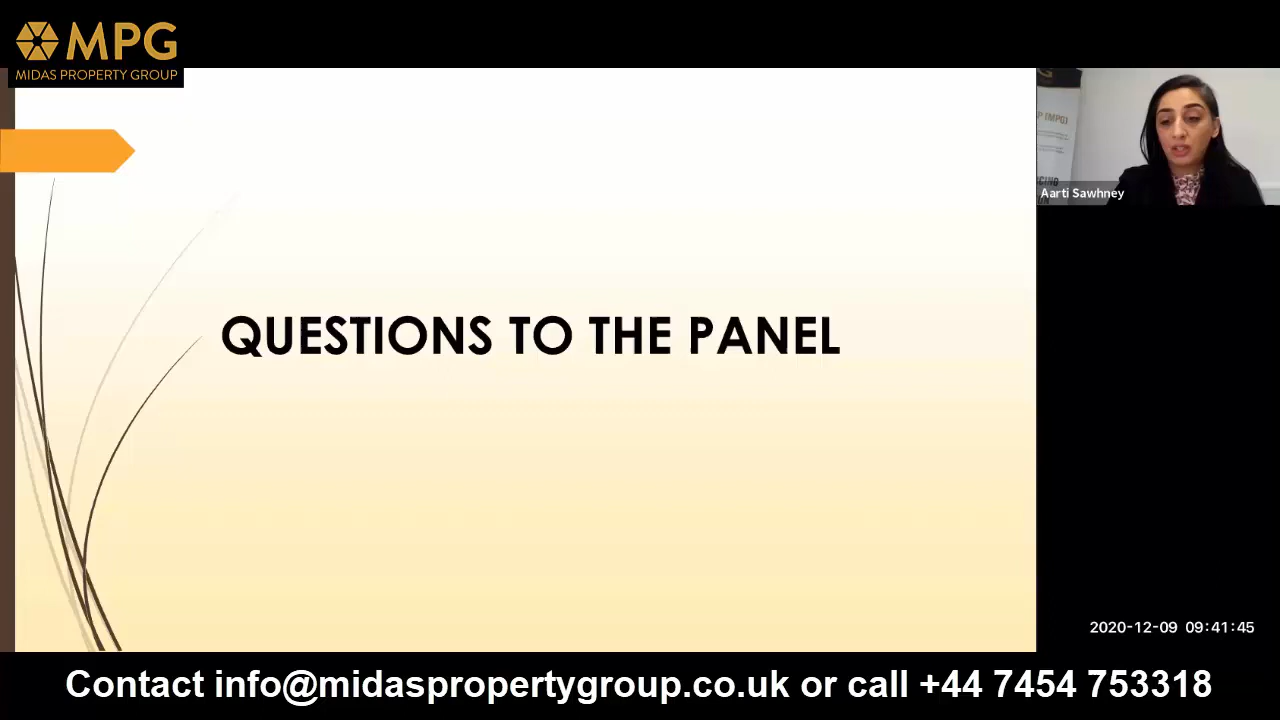 MPG
MIDAS PROPERTY GROUP
P (MPG)
Aarti Sawhney
QUESTIONS TO THE PANEL
2020-12-09 09:41:45
Contact info@midaspropertygroup.co.uk or call +44 7454 753318